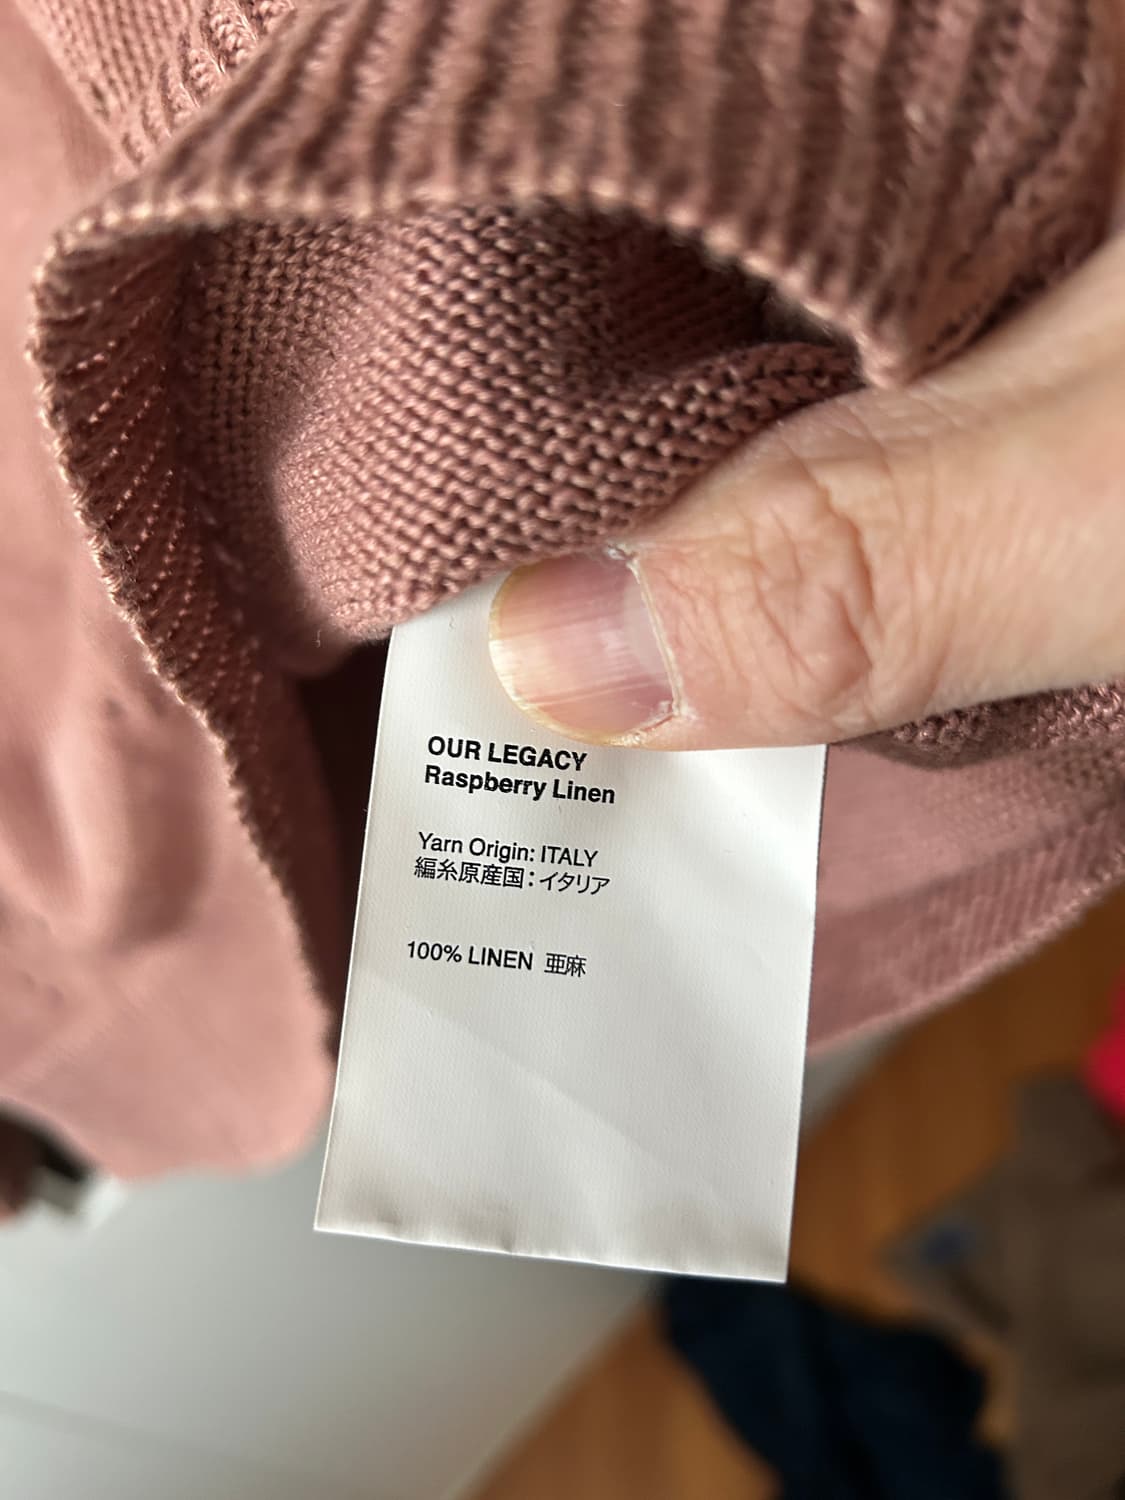 OUR LEGACY
Raspberry Linen
Yarn Origin: ITALY
編糸原産国：イタリア
100% LINEN 亜麻